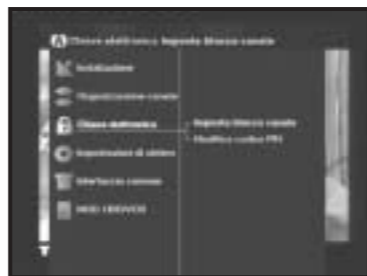 Chiave elettronica Imposta blocco canale
Installazione
Organizzazione canale
Chiave elettronica
Imposta blocco canale
Modifica codice PIN
Impostazioni di sistema
Interfaccia comune